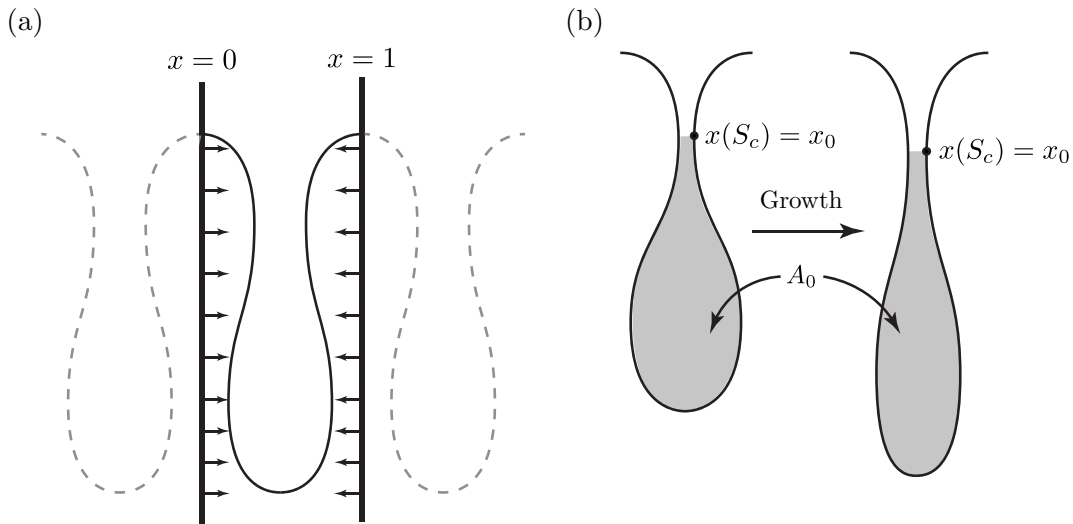 (a)
x = 0
x = 1
(b)
x(S_c) = x_0
x(S_c) = x_0
Growth
A_0